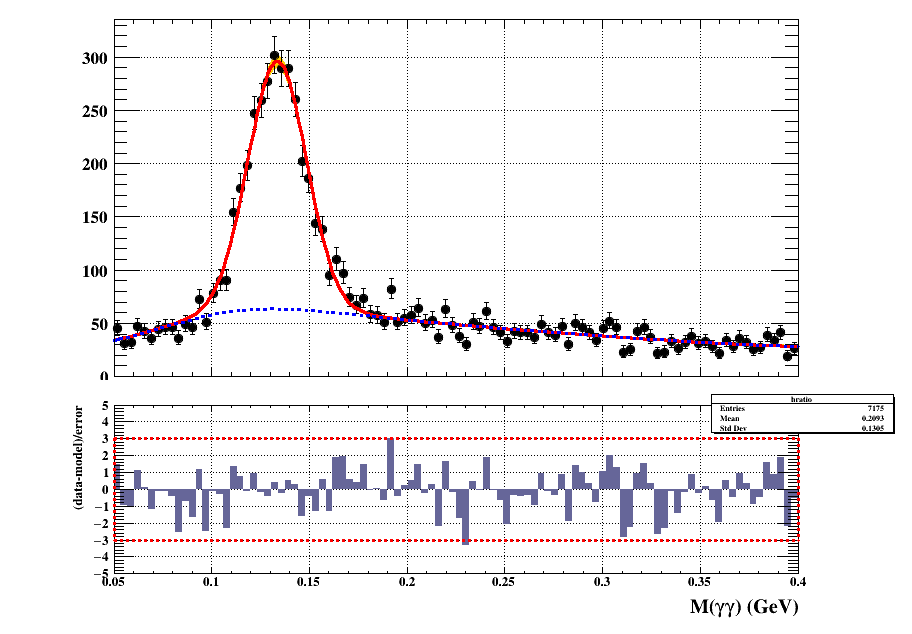 300
250
200
150
100
50
0
hratio
Entries 7175
Mean 0.2093
Std Dev 0.1305
(data-model)/error
5
4
3
2
1
0
−1
−2
−3
−4
−5
0.05 0.1 0.15 0.2 0.25 0.3 0.35 0.4
M(γγ) (GeV)